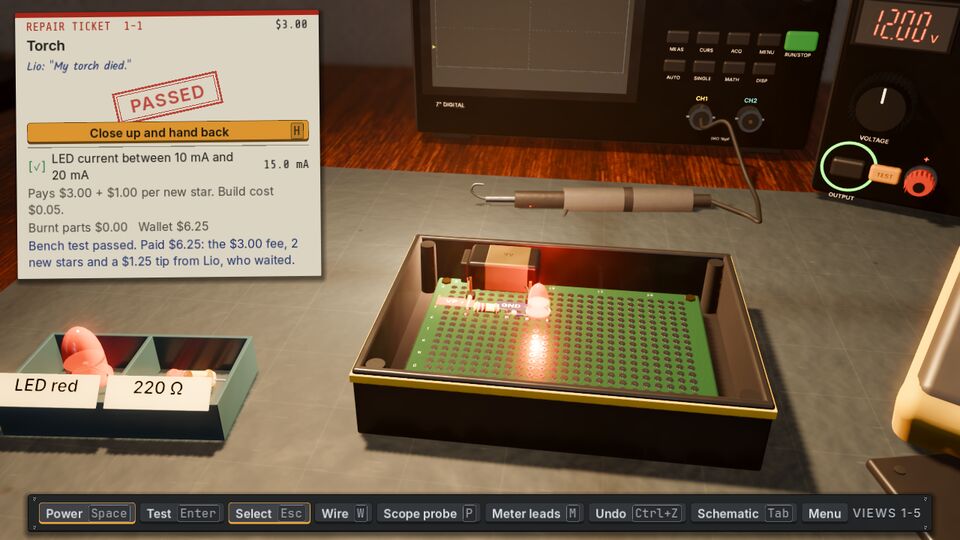 REPAIR TICKET 1-1 $3.00
Torch
Lio: "My torch died."
PASSED
Close up and hand back H
[✓] LED current between 10 mA and 20 mA 15.0 mA
Pays $3.00 + $1.00 per new star. Build cost
$0.05.
Burnt parts $0.00 Wallet $6.25
Bench test passed. Paid $6.25: the $3.00 fee, 2
new stars and a $1.25 tip from Lio, who waited.
7" DIGITAL
MEAS CURS ACQ MENU
RUN/STOP
AUTO SINGLE MATH DISP
CH1 CH2
12.00 V
VOLTAGE
TEST
+
OUTPUT
9V
GND
LED red
220 Ω
Power Space Test Enter Select Esc Wire W Scope probe P Meter leads M Undo Ctrl+Z Schematic Tab Menu VIEWS 1-5